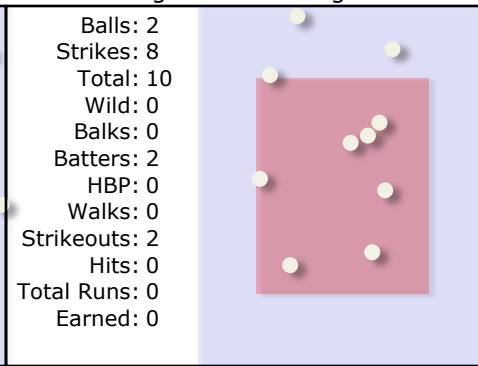 Balls: 2
Strikes: 8
Total: 10
Wild: 0
Balks: 0
Batters: 2
HBP: 0
Walks: 0
Strikeouts: 2
Hits: 0
Total Runs: 0
Earned: 0